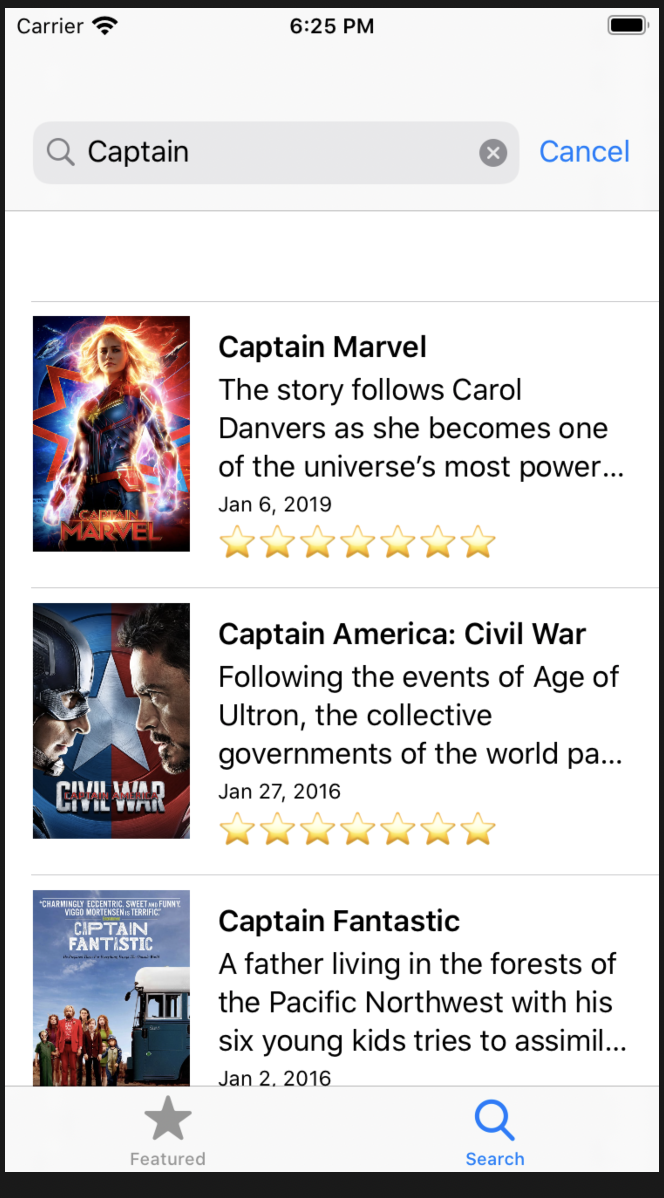 Carrier 6:25 PM
Captain Cancel
CAPTAIN
MARVEL
Captain Marvel
The story follows Carol
Danvers as she becomes one
of the universe’s most power...
Jan 6, 2019
CIVIL WAR
CAPTAIN AMERICA
Captain America: Civil War
Following the events of Age of
Ultron, the collective
governments of the world pa...
Jan 27, 2016
"CHARMINGLY ECCENTRIC, SWEET AND FUNNY.
VIGGO MORTENSEN IS TERRIFIC"
CAPTAIN
FANTASTIC
Captain Fantastic
A father living in the forests of
the Pacific Northwest with his
six young kids tries to assimil...
Jan 2, 2016
Featured Search